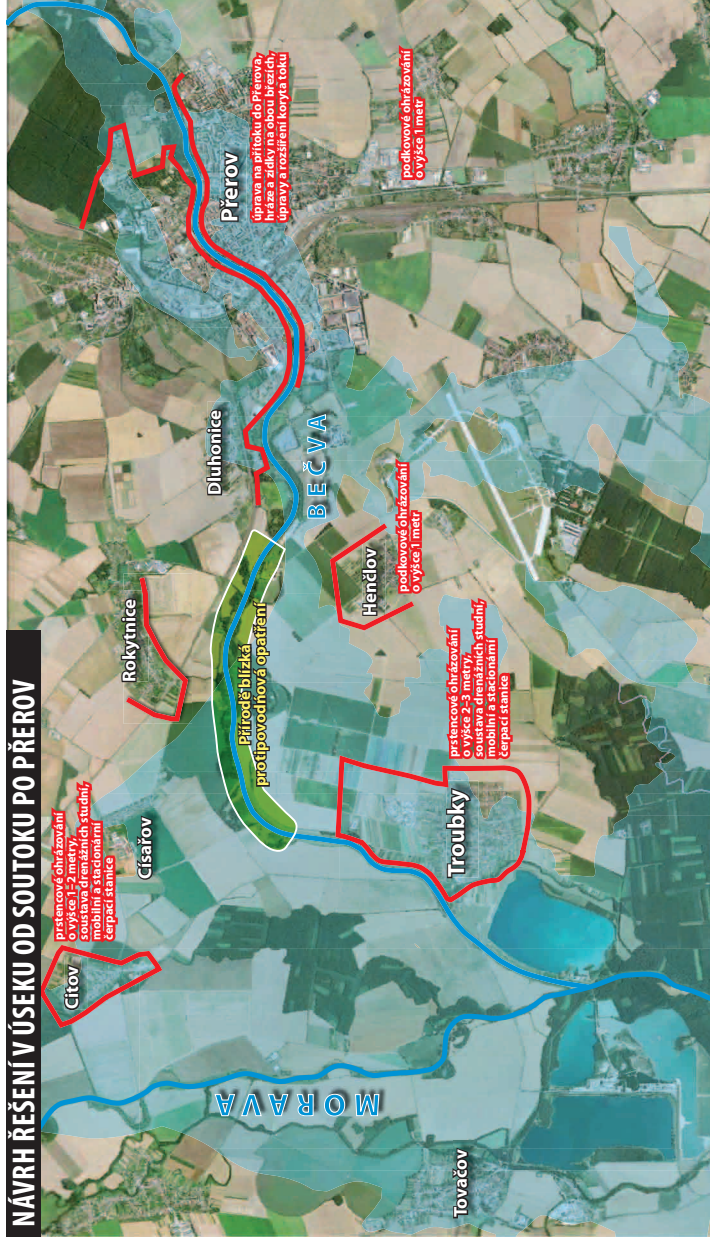 NÁVRH ŘEŠENÍ V ÚSEKU OD SOUTOKU PO PŘEROV
Citov
prstencové ohrázování
o výšce 1–2 metry,
soustava drenážních studní,
mobilní a stacionární
čerpací stanice
Císařov
Rokytnice
Dluhonice
Přerov
úprava na přítoku do Přerova,
hráze a zídky na obou březích,
úpravy a rozšíření koryta toku
Přírodě blízká
protipovodňová opatření
BEČVA
MORAVA
Henčlov
podkovové ohrázování
o výšce 1 metr
podkovové ohrázování
o výšce 1 metr
Troubky
prstencové ohrázování
o výšce 2–3 metry,
soustava drenážních studní,
mobilní a stacionární
čerpací stanice
Tovačov